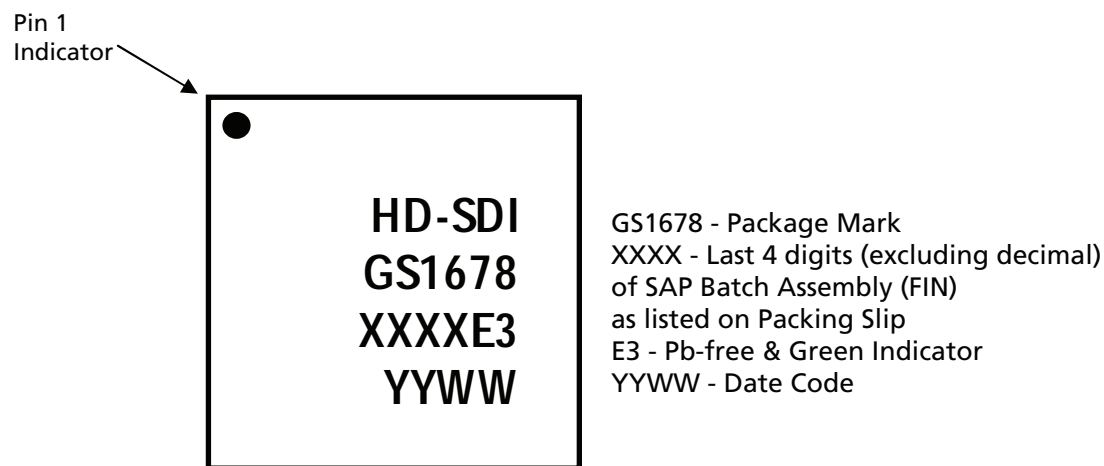 Pin 1
Indicator
HD-SDI
GS1678
XXXXE3
YYWW
GS1678 - Package Mark
XXXX - Last 4 digits (excluding decimal)
of SAP Batch Assembly (FIN)
as listed on Packing Slip
E3 - Pb-free & Green Indicator
YYWW - Date Code